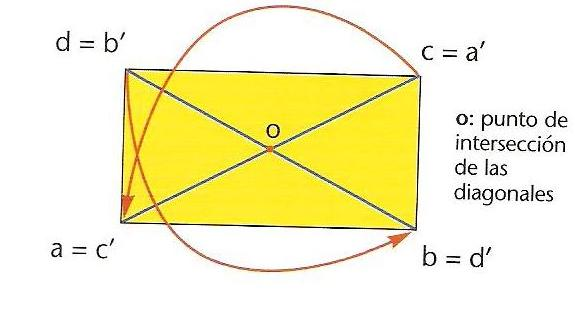 d = b′
c = a′
o
o: punto de
intersección
de las
diagonales
a = c′
b = d′